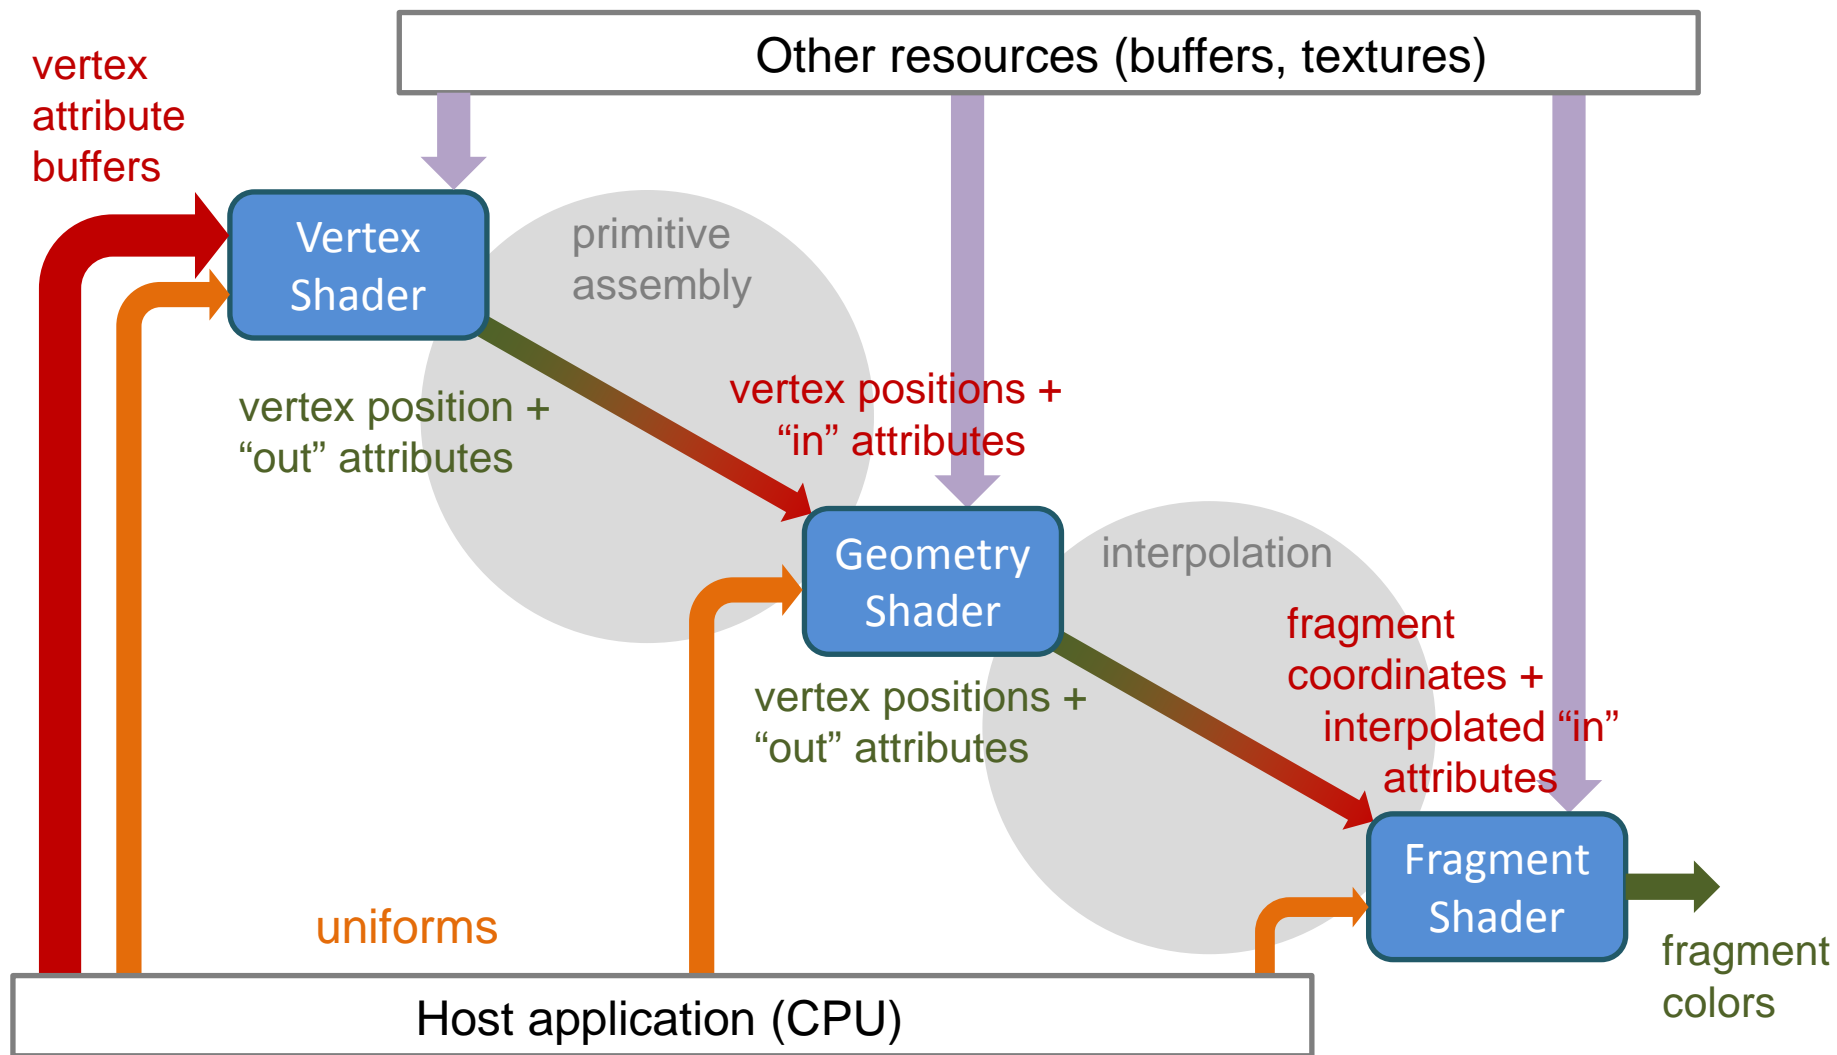 Other resources (buffers, textures)
vertex
attribute
buffers
Vertex
Shader
primitive
assembly
vertex position +
“out” attributes
vertex positions +
“in” attributes
Geometry
Shader
interpolation
vertex positions +
“out” attributes
fragment
coordinates +
interpolated “in”
attributes
Fragment
Shader
uniforms
fragment
colors
Host application (CPU)